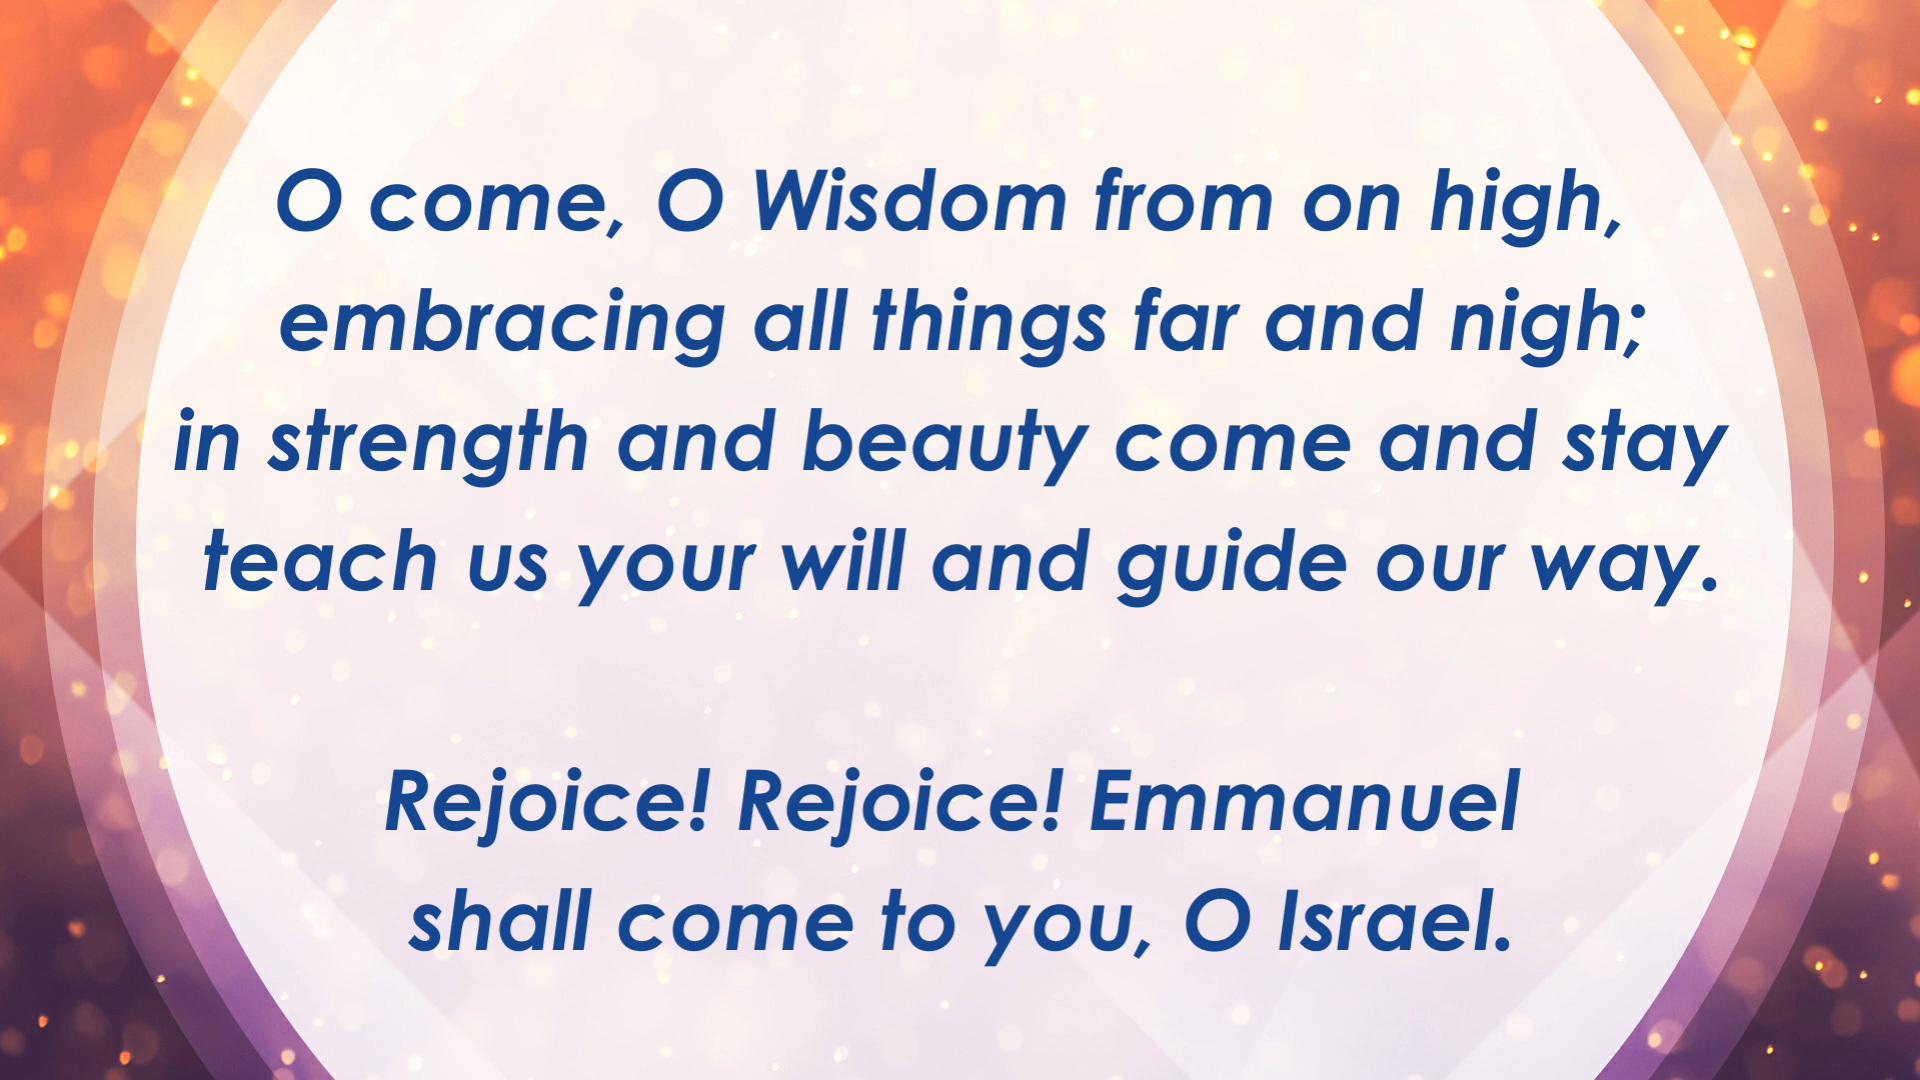 O come, O Wisdom from on high,
embracing all things far and nigh;
in strength and beauty come and stay
teach us your will and guide our way.
Rejoice! Rejoice! Emmanuel
shall come to you, O Israel.